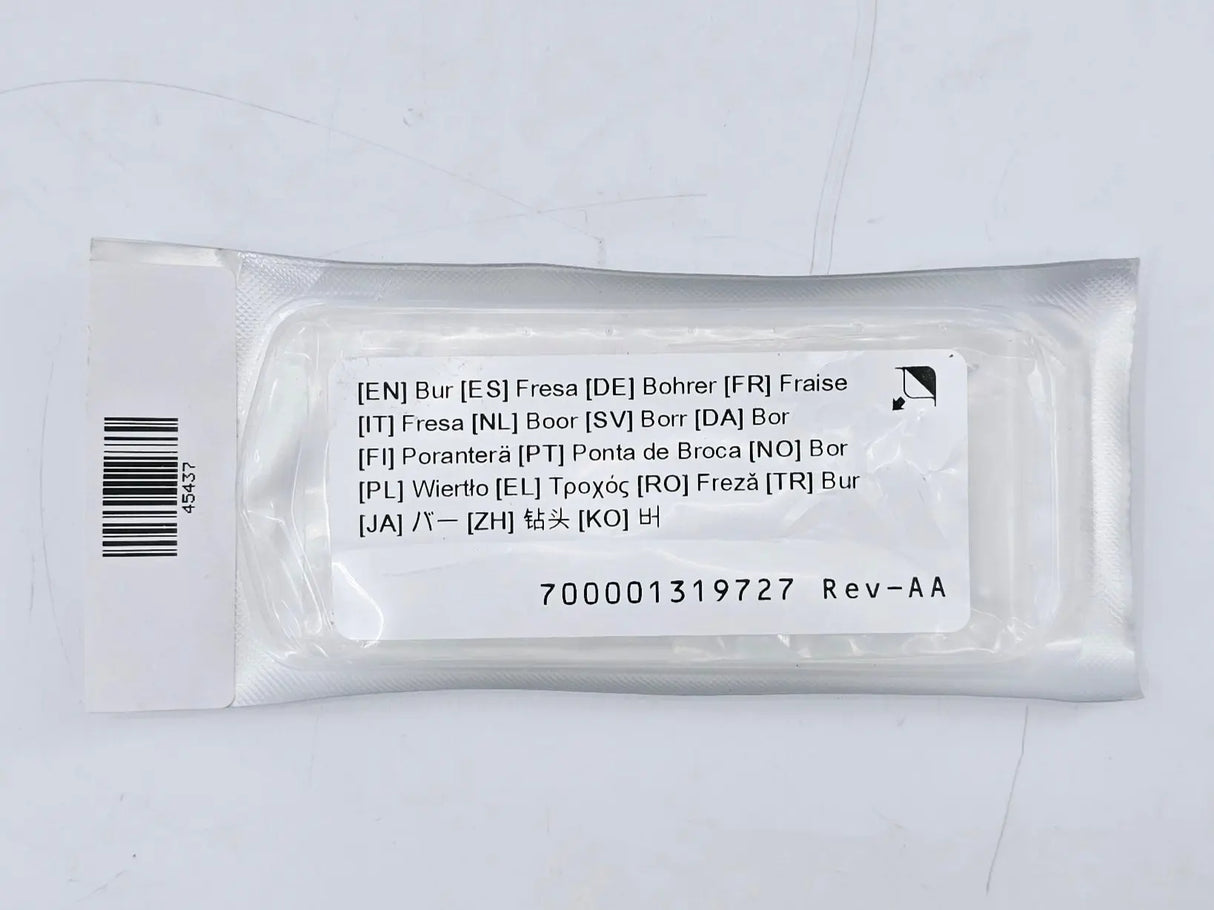 [EN] Bur [ES] Fresa [DE] Bohrer [FR] Fraise
[IT] Fresa [NL] Boor [SV] Borr [DA] Bor
[FI] Poranterä [PT] Ponta de Broca [NO] Bor
[PL] Wiertło [EL] Τροχός [RO] Freză [TR] Bur
[JA] バー [ZH] 钻头 [KO] 버
700001319727 Rev-AA
45437